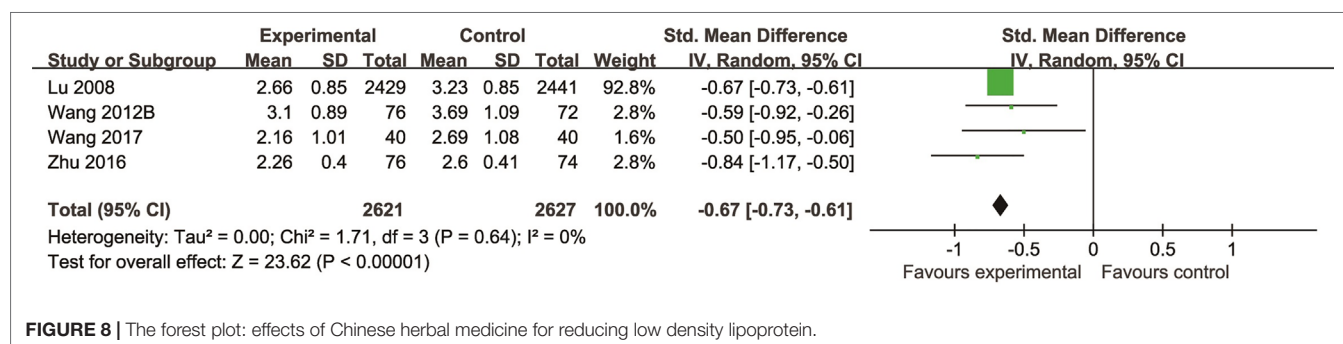 Experimental Control Std. Mean Difference Std. Mean Difference
Study or Subgroup Mean SD Total Mean SD Total Weight IV, Random, 95% CI IV, Random, 95% CI
Lu 2008 2.66 0.85 2429 3.23 0.85 2441 92.8% -0.67 [-0.73, -0.61]
Wang 2012B 3.1 0.89 76 3.69 1.09 72 2.8% -0.59 [-0.92, -0.26]
Wang 2017 2.16 1.01 40 2.69 1.08 40 1.6% -0.50 [-0.95, -0.06]
Zhu 2016 2.26 0.4 76 2.6 0.41 74 2.8% -0.84 [-1.17, -0.50]
Total (95% CI) 2621 2627 100.0% -0.67 [-0.73, -0.61]
Heterogeneity: Tau² = 0.00; Chi² = 1.71, df = 3 (P = 0.64); I² = 0%
Test for overall effect: Z = 23.62 (P < 0.00001)
-1 -0.5 0 0.5 1
Favours experimental Favours control
FIGURE 8 | The forest plot: effects of Chinese herbal medicine for reducing low density lipoprotein.